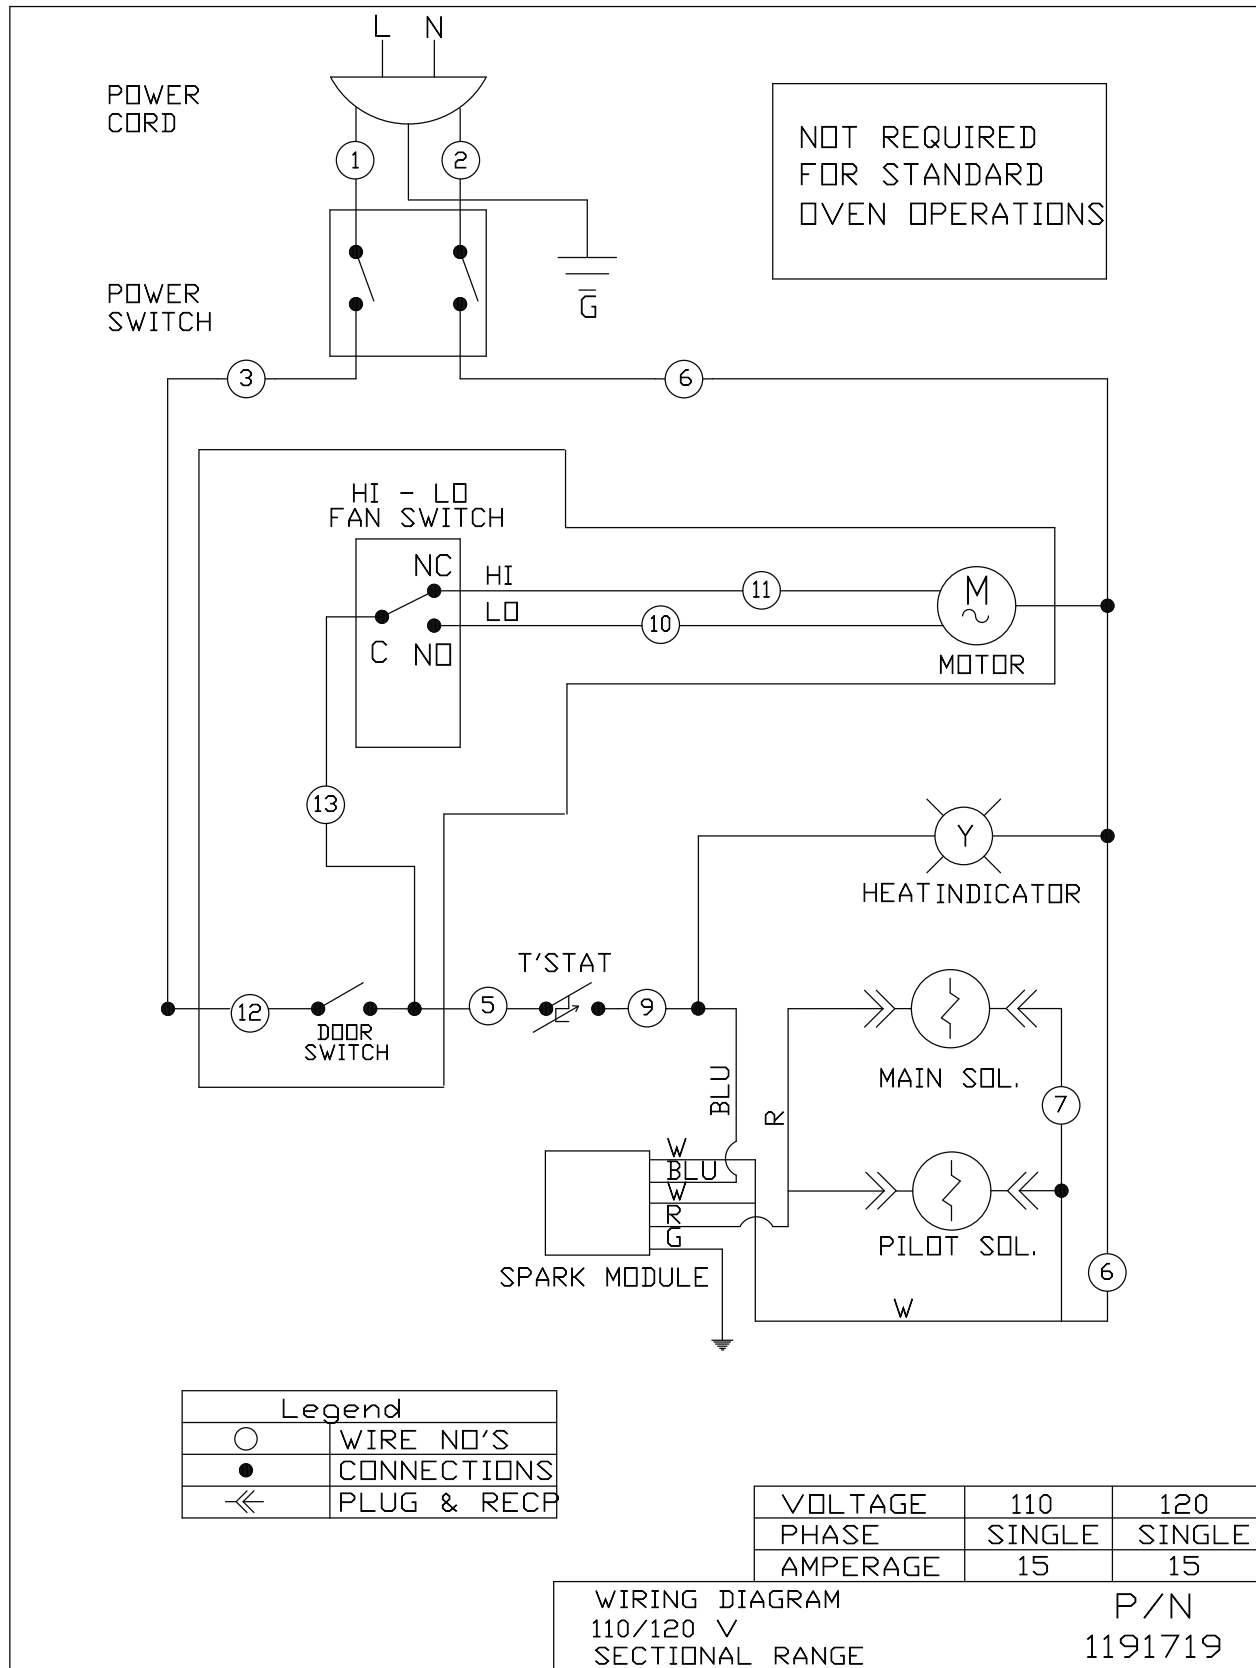 L N
POWER
CORD
1 2
NOT REQUIRED
FOR STANDARD
OVEN OPERATIONS
G
POWER
SWITCH
3 6
HI - LO
FAN SWITCH
NC HI 11 M
LO 10
C NO
MOTOR
13
Y
HEAT INDICATOR
T'STAT
12 5 9
DOOR
SWITCH
MAIN SOL.
BLU
R
7
W
BLU
W
R
G
PILOT SOL.
SPARK MODULE
6
W
Legend
WIRE NO'S
CONNECTIONS
PLUG & RECP
VOLTAGE 110 120
PHASE SINGLE SINGLE
AMPERAGE 15 15
WIRING DIAGRAM
110/120 V
SECTIONAL RANGE
P/N
1191719